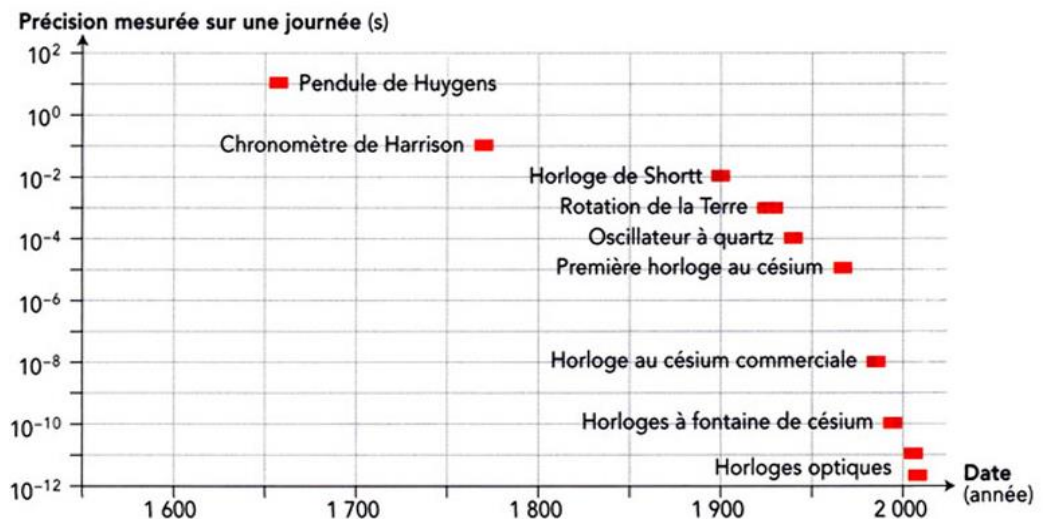 Précision mesurée sur une journée (s)
10²
Pendule de Huygens
10⁰
Chronomètre de Harrison
10⁻²
Horloge de Shortt
Rotation de la Terre
10⁻⁴
Oscillateur à quartz
Première horloge au césium
10⁻⁶
10⁻⁸
Horloge au césium commerciale
10⁻¹⁰
Horloges à fontaine de césium
Horloges optiques
10⁻¹²
Date
(année)
1 600 1 700 1 800 1 900 2 000